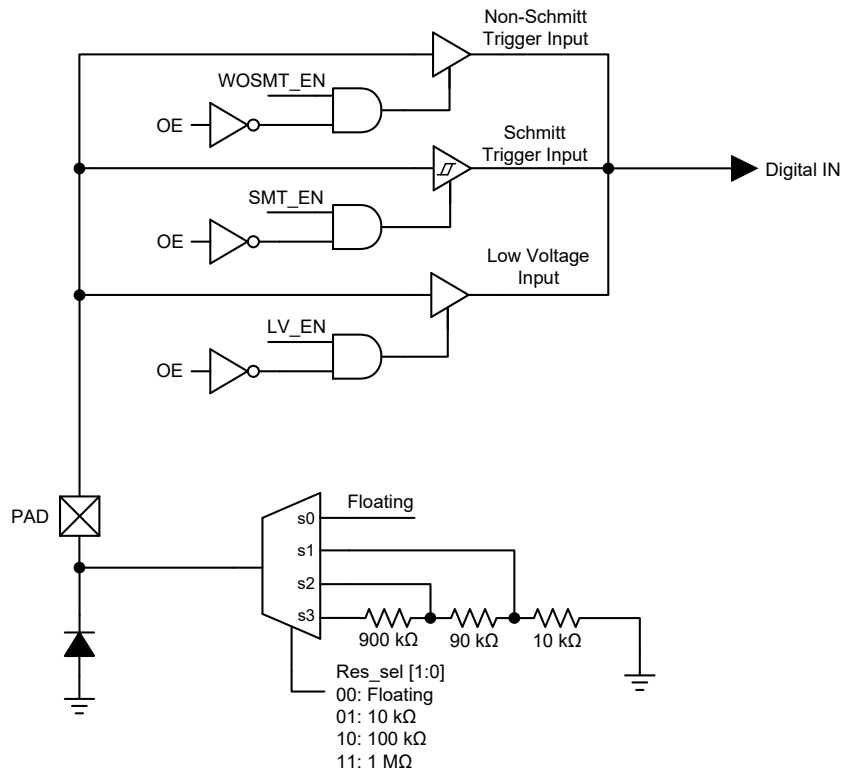 Non-Schmitt
Trigger Input
WOSMT_EN
OE
Schmitt
Trigger Input
Digital IN
SMT_EN
OE
Low Voltage
Input
LV_EN
OE
PAD
Floating
s0
s1
s2
s3
900 kΩ
90 kΩ
10 kΩ
Res_sel [1:0]
00: Floating
01: 10 kΩ
10: 100 kΩ
11: 1 MΩ